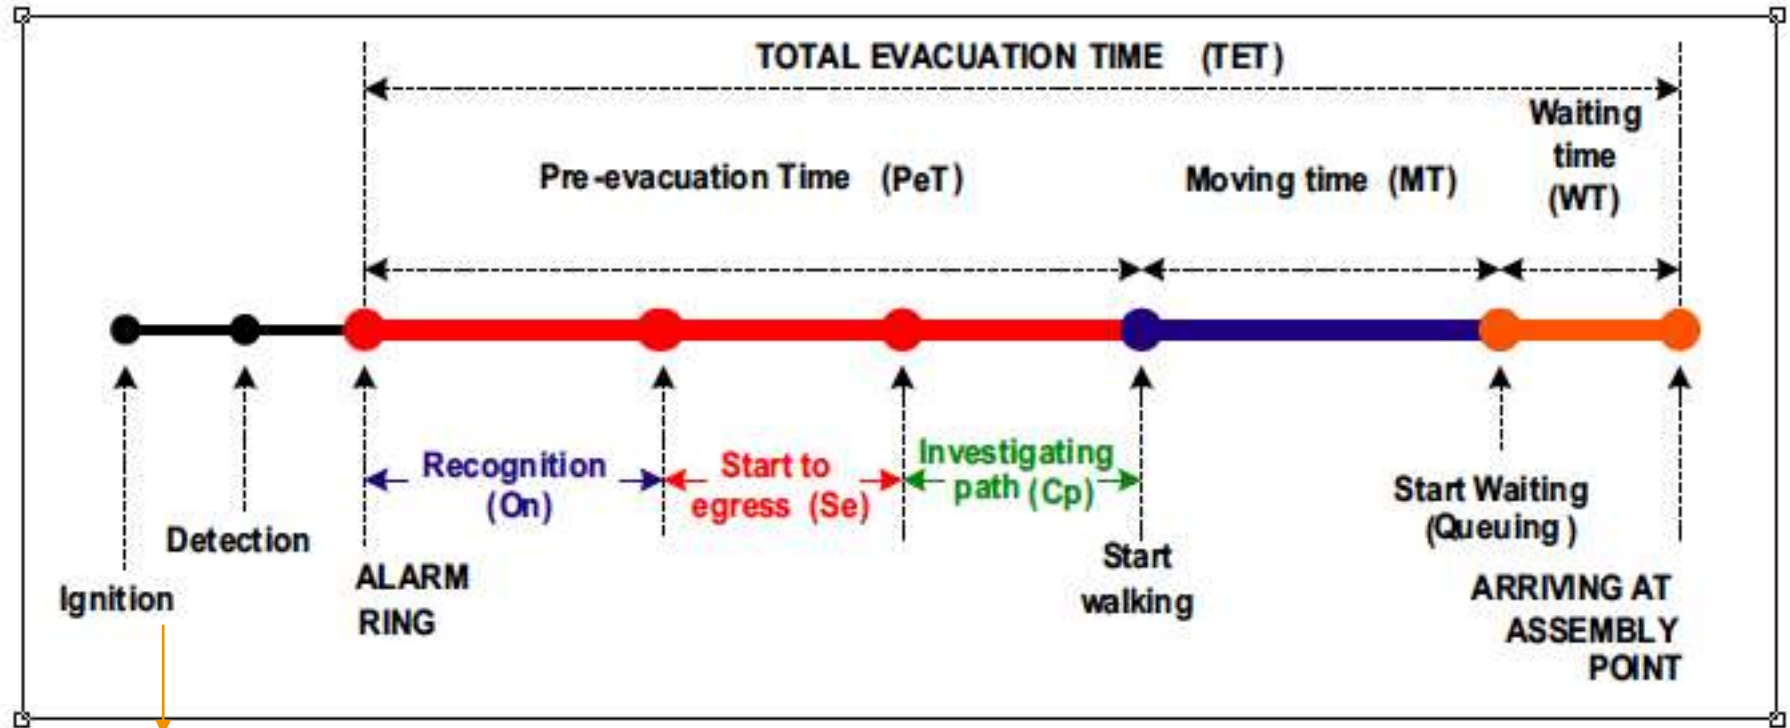 TOTAL EVACUATION TIME (TET)
Waiting
time
(WT)
Pre-evacuation Time (PeT)
Moving time (MT)
Recognition
(On)
Start to
egress (Se)
Investigating
path (Cp)
Start Waiting
(Queuing )
Detection
Ignition
ALARM
RING
Start
walking
ARRIVING AT
ASSEMBLY
POINT